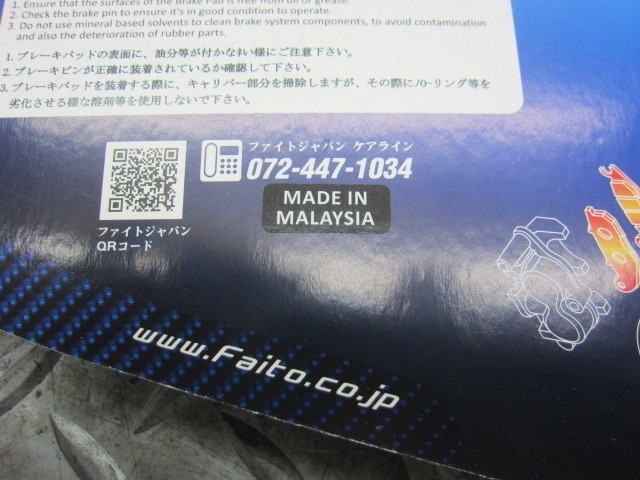 1. Ensure that the surfaces of the Brake Pad is free from oil or grease.
2. Check the brake pin to ensure it's in good condition to operate.
3. Do not use mineral based solvents to clean brake system components, to avoid contamination
and also the deterioration of rubber parts.
1. ブレーキパッドの表面に、油分等が付かない様にご注意下さい。
2. ブレーキピンが正確に装着されているか確認して下さい。
3. ブレーキパッドを装着する際に、キャリパー部分を掃除しますが、その際にO-リング等を
劣化させる様な溶剤等を使用しないで下さい。
ファイトジャパン ケアライン
072-447-1034
MADE IN
MALAYSIA
ファイトジャパン
QRコード
www.Faito.co.jp